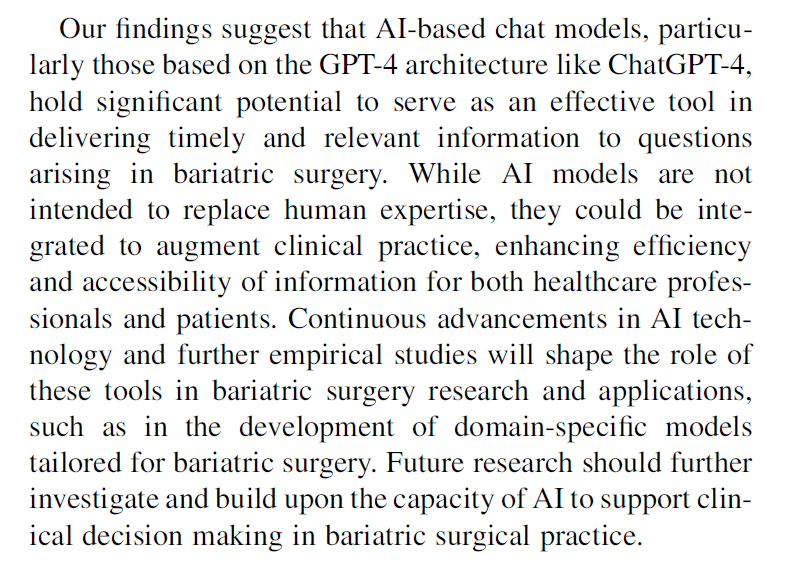 Our findings suggest that AI-based chat models, particu-
larly those based on the GPT-4 architecture like ChatGPT-4,
hold significant potential to serve as an effective tool in
delivering timely and relevant information to questions
arising in bariatric surgery. While AI models are not
intended to replace human expertise, they could be inte-
grated to augment clinical practice, enhancing efficiency
and accessibility of information for both healthcare profes-
sionals and patients. Continuous advancements in AI tech-
nology and further empirical studies will shape the role of
these tools in bariatric surgery research and applications,
such as in the development of domain-specific models
tailored for bariatric surgery. Future research should further
investigate and build upon the capacity of AI to support clin-
ical decision making in bariatric surgical practice.